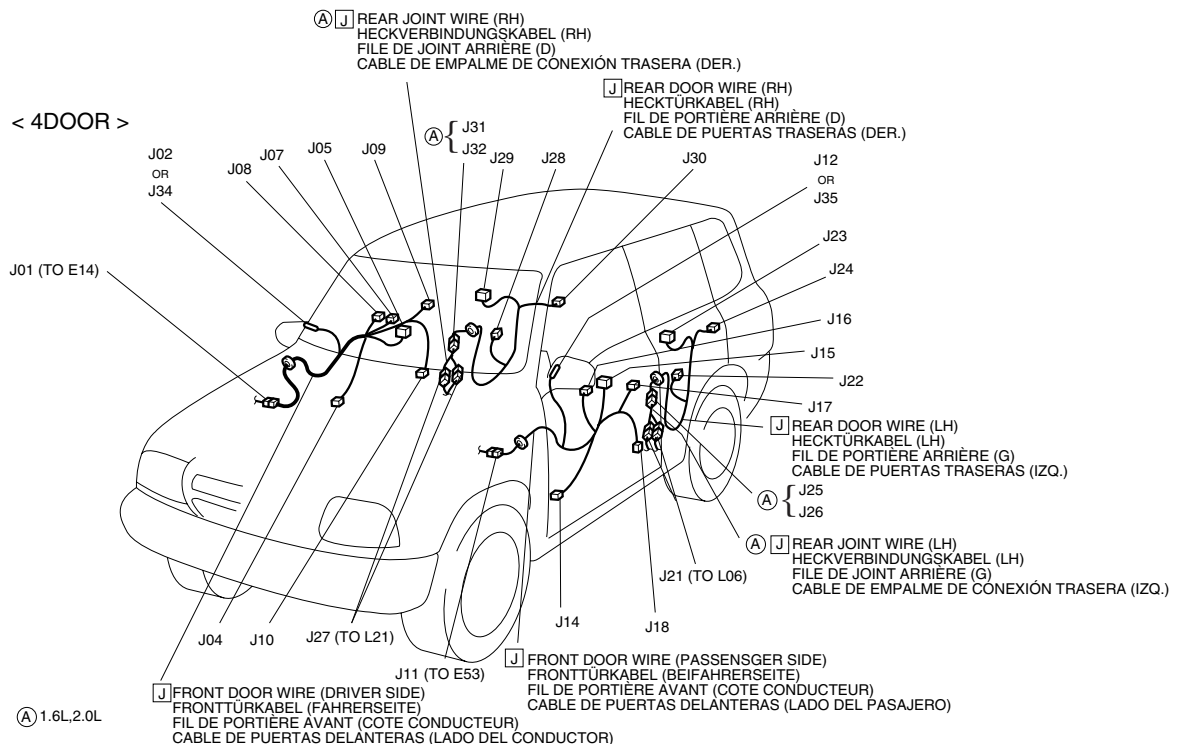 Ⓐ J REAR JOINT WIRE (RH)
HECKVERBINDUNGSKABEL (RH)
FILE DE JOINT ARRIÈRE (D)
CABLE DE EMPALME DE CONEXIÓN TRASERA (DER.)
J REAR DOOR WIRE (RH)
HECKTÜRKABEL (RH)
FIL DE PORTIÈRE ARRIÈRE (D)
CABLE DE PUERTAS TRASERAS (DER.)
< 4DOOR >
J02
OR
J34
J08
J07
J05
J09
Ⓐ { J31
J32
J29
J28
J30
J12
OR
J35
J23
J24
J01 (TO E14)
J16
J15
J22
J17
J REAR DOOR WIRE (LH)
HECKTÜRKABEL (LH)
FIL DE PORTIÈRE ARRIÈRE (G)
CABLE DE PUERTAS TRASERAS (IZQ.)
Ⓐ { J25
J26
Ⓐ J REAR JOINT WIRE (LH)
HECKVERBINDUNGSKABEL (LH)
FILE DE JOINT ARRIÈRE (G)
CABLE DE EMPALME DE CONEXIÓN TRASERA (IZQ.)
J21 (TO L06)
J18
J14
J04
J10
J27 (TO L21)
J11 (TO E53)
J FRONT DOOR WIRE (PASSENSGER SIDE)
FRONTTÜRKABEL (BEIFAHRERSEITE)
FIL DE PORTIÈRE AVANT (COTE CONDUCTEUR)
CABLE DE PUERTAS DELANTERAS (LADO DEL PASAJERO)
J FRONT DOOR WIRE (DRIVER SIDE)
FRONTTÜRKABEL (FAHRERSEITE)
FIL DE PORTIÈRE AVANT (COTE CONDUCTEUR)
CABLE DE PUERTAS DELANTERAS (LADO DEL CONDUCTOR)
Ⓐ 1.6L,2.0L